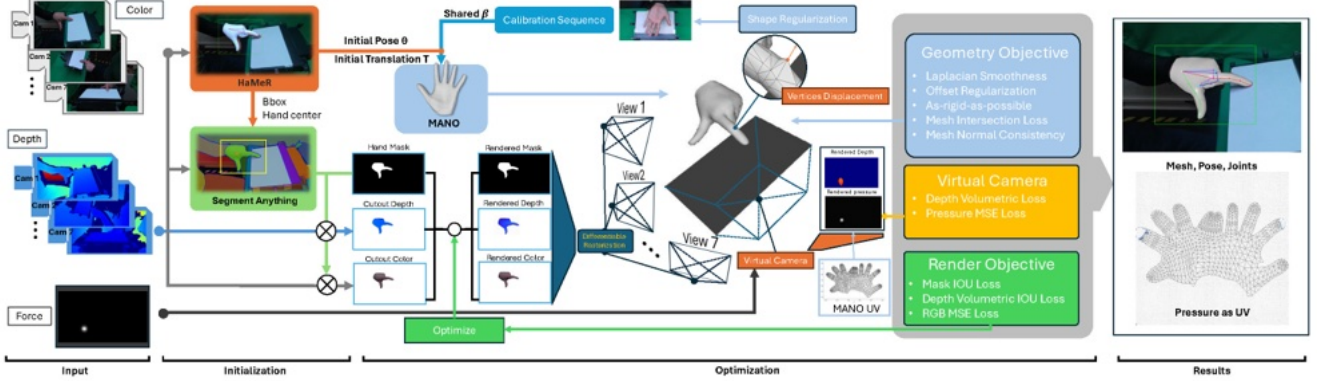 Color
Cam 1
Cam 2
Cam 7
Depth
Cam 1
Cam 7
Force
HaMeR
Bbox
Hand center
Segment Anything
Initial Pose θ
Initial Translation T
Shared β
Calibration Sequence
Shape Regularization
MANO
Hand Mask
Cutout Depth
Cutout Color
Rendered Mask
Rendered Depth
Rendered Color
Optimize
Differentiable
Rasterization
View 1
View2
View 7
Vertices Displacement
Virtual Camera
Rendered Depth
Rendered pressure
MANO UV
Geometry Objective
• Laplacian Smoothness
• Offset Regularization
• As-rigid-as-possible
• Mesh Intersection Loss
• Mesh Normal Consistency
Virtual Camera
• Depth Volumetric Loss
• Pressure MSE Loss
Render Objective
• Mask IOU Loss
• Depth Volumetric IOU Loss
• RGB MSE Loss
Mesh, Pose, Joints
Pressure as UV
Input
Initialization
Optimization
Results